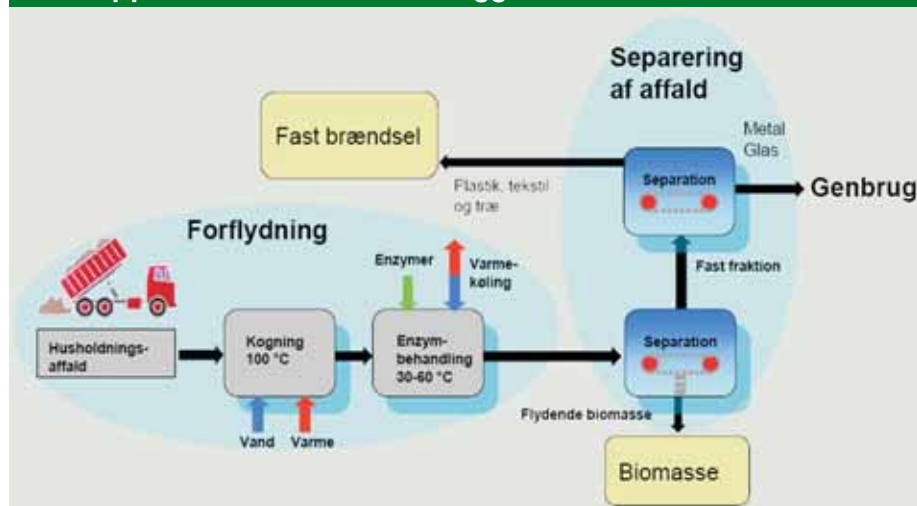 Separering
af affald
Fast brændsel
Metal
Glas
Separation
Genbrug
Plastik, tekstil
og træ
Forflydning
Enzymer
Varme-
køling
Fast fraktion
Husholdnings-
affald
Kogning
100 °C
Enzym-
behandling
30-60 °C
Separation
Flydende biomasse
Vand
Varme
Biomasse